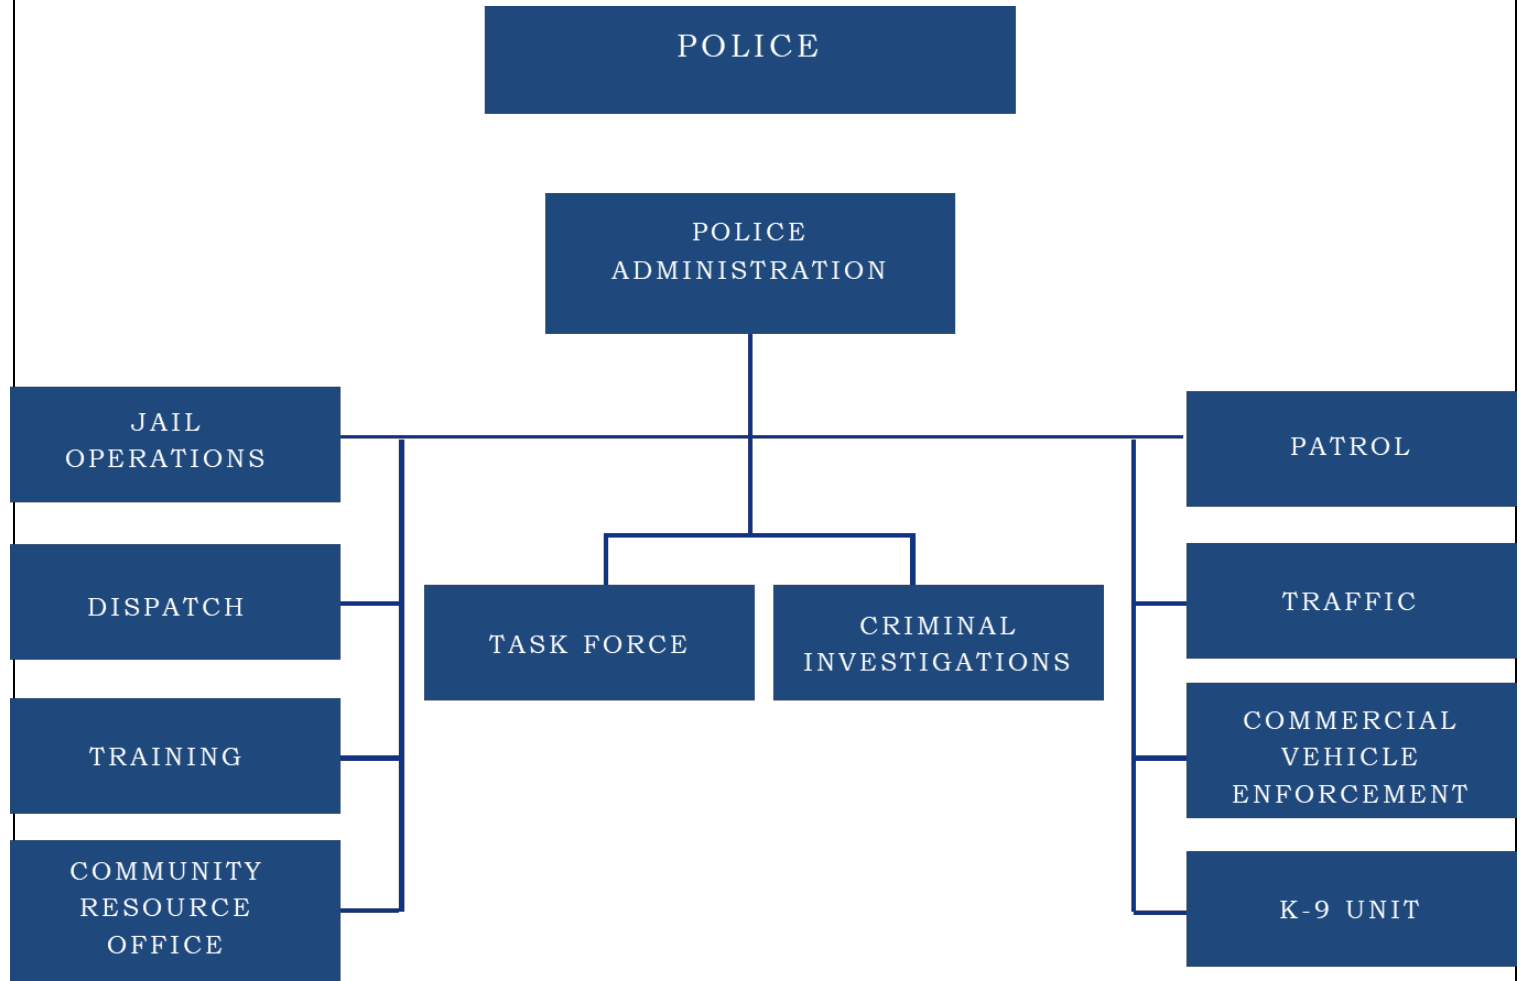 POLICE
POLICE
ADMINISTRATION
JAIL
OPERATIONS
DISPATCH
TRAINING
COMMUNITY
RESOURCE
OFFICE
TASK FORCE
CRIMINAL
INVESTIGATIONS
PATROL
TRAFFIC
COMMERCIAL
VEHICLE
ENFORCEMENT
K-9 UNIT